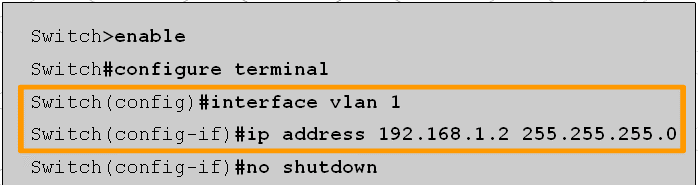 Switch>enable
Switch#configure terminal
Switch(config)#interface vlan 1
Switch(config-if)#ip address 192.168.1.2 255.255.255.0
Switch(config-if)#no shutdown